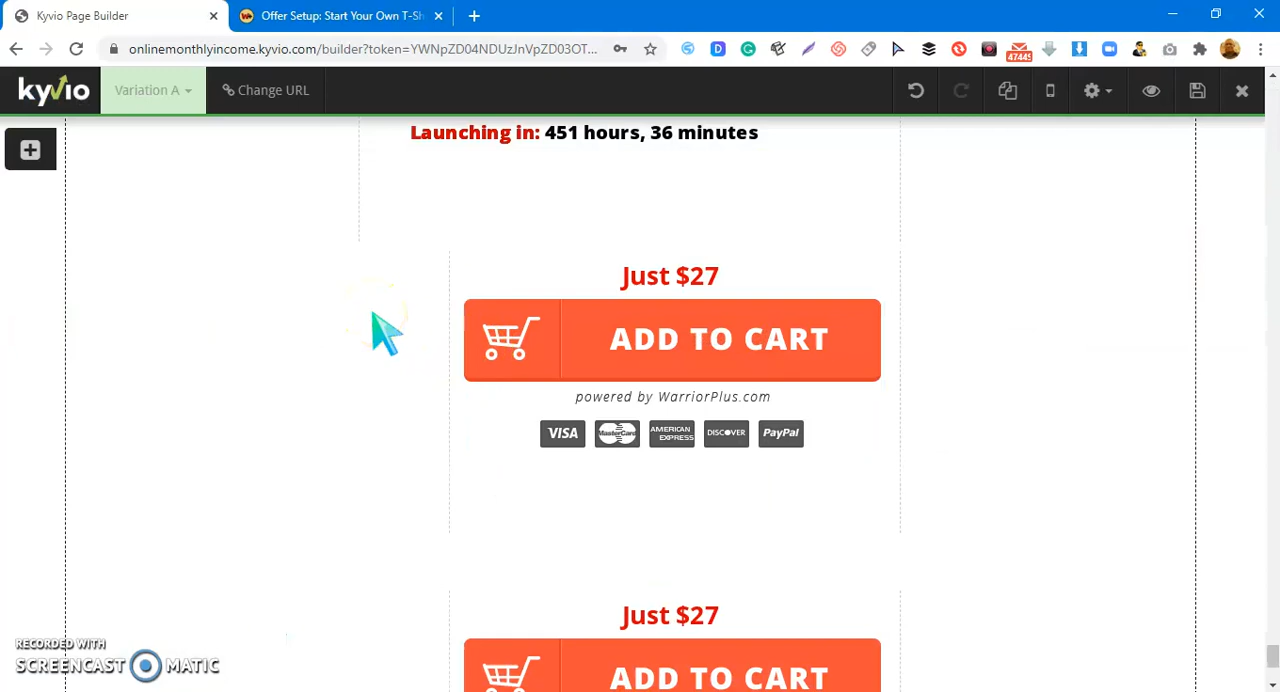 Kyvio Page Builder
Offer Setup: Start Your Own T-Sh
onlinemonthlyincome.kyvio.com/builder?token=YWNpZD04NDUzJnVpZD03OT...
47449
kyvio
Variation A
Change URL
Launching in: 451 hours, 36 minutes
Just $27
ADD TO CART
powered by WarriorPlus.com
VISA
MasterCard
AMERICAN EXPRESS
DISCOVER
PayPal
Just $27
ADD TO CART
RECORDED WITH
SCREENCAST MATIC